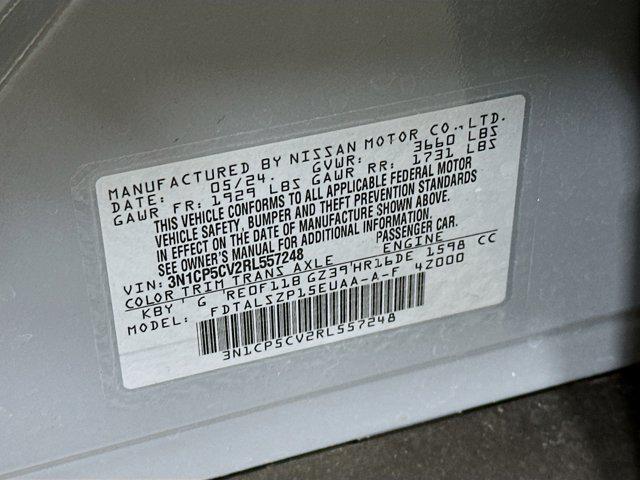 MANUFACTURED BY NISSAN MOTOR CO., LTD.
DATE: 05/24. GVWR: 3660 LBS
GAWR FR: 1929 LBS GAWR RR: 1731 LBS
THIS VEHICLE CONFORMS TO ALL APPLICABLE FEDERAL MOTOR
VEHICLE SAFETY, BUMPER AND THEFT PREVENTION STANDARDS
IN EFFECT ON THE DATE OF MANUFACTURE SHOWN ABOVE.
SEE OWNER'S MANUAL FOR ADDITIONAL INFORMATION.
VIN: 3N1CP5CV2RL557248 PASSENGER CAR.
COLOR TRIM TRANS AXLE ENGINE
KBY G RE0F11B GZ39 HR16DE 1598 CC
MODEL: FDTALSZP15EUAA-A-F 4Z000
3N1CP5CV2RL557248